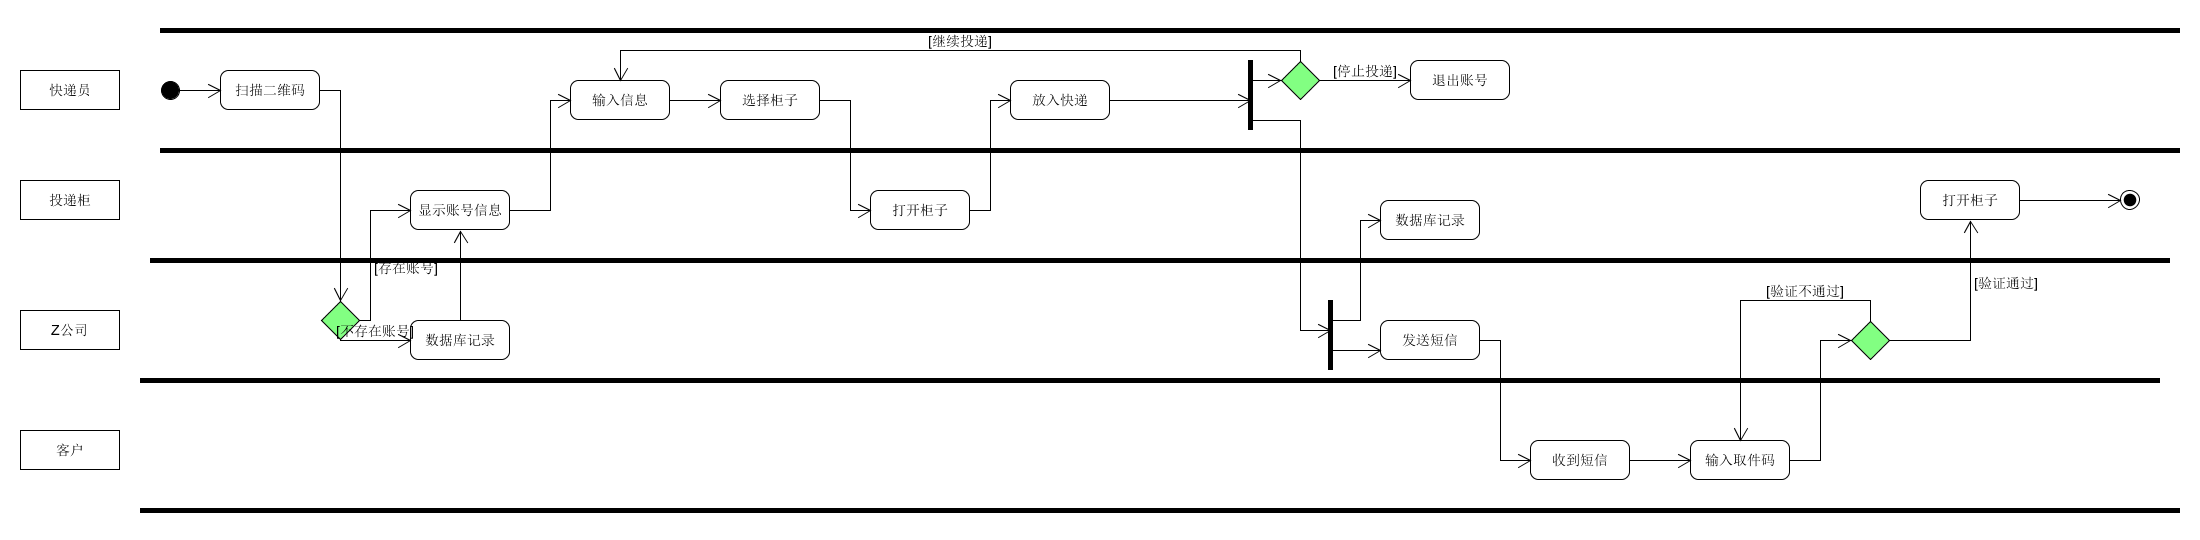 [继续投递]
快递员
扫描二维码
输入信息
选择柜子
放入快递
[停止投递]
退出账号
投递柜
显示账号信息
打开柜子
数据库记录
打开柜子
[存在账号]
[验证通过]
[验证不通过]
Z公司
[不存在账号]
数据库记录
发送短信
客户
收到短信
输入取件码